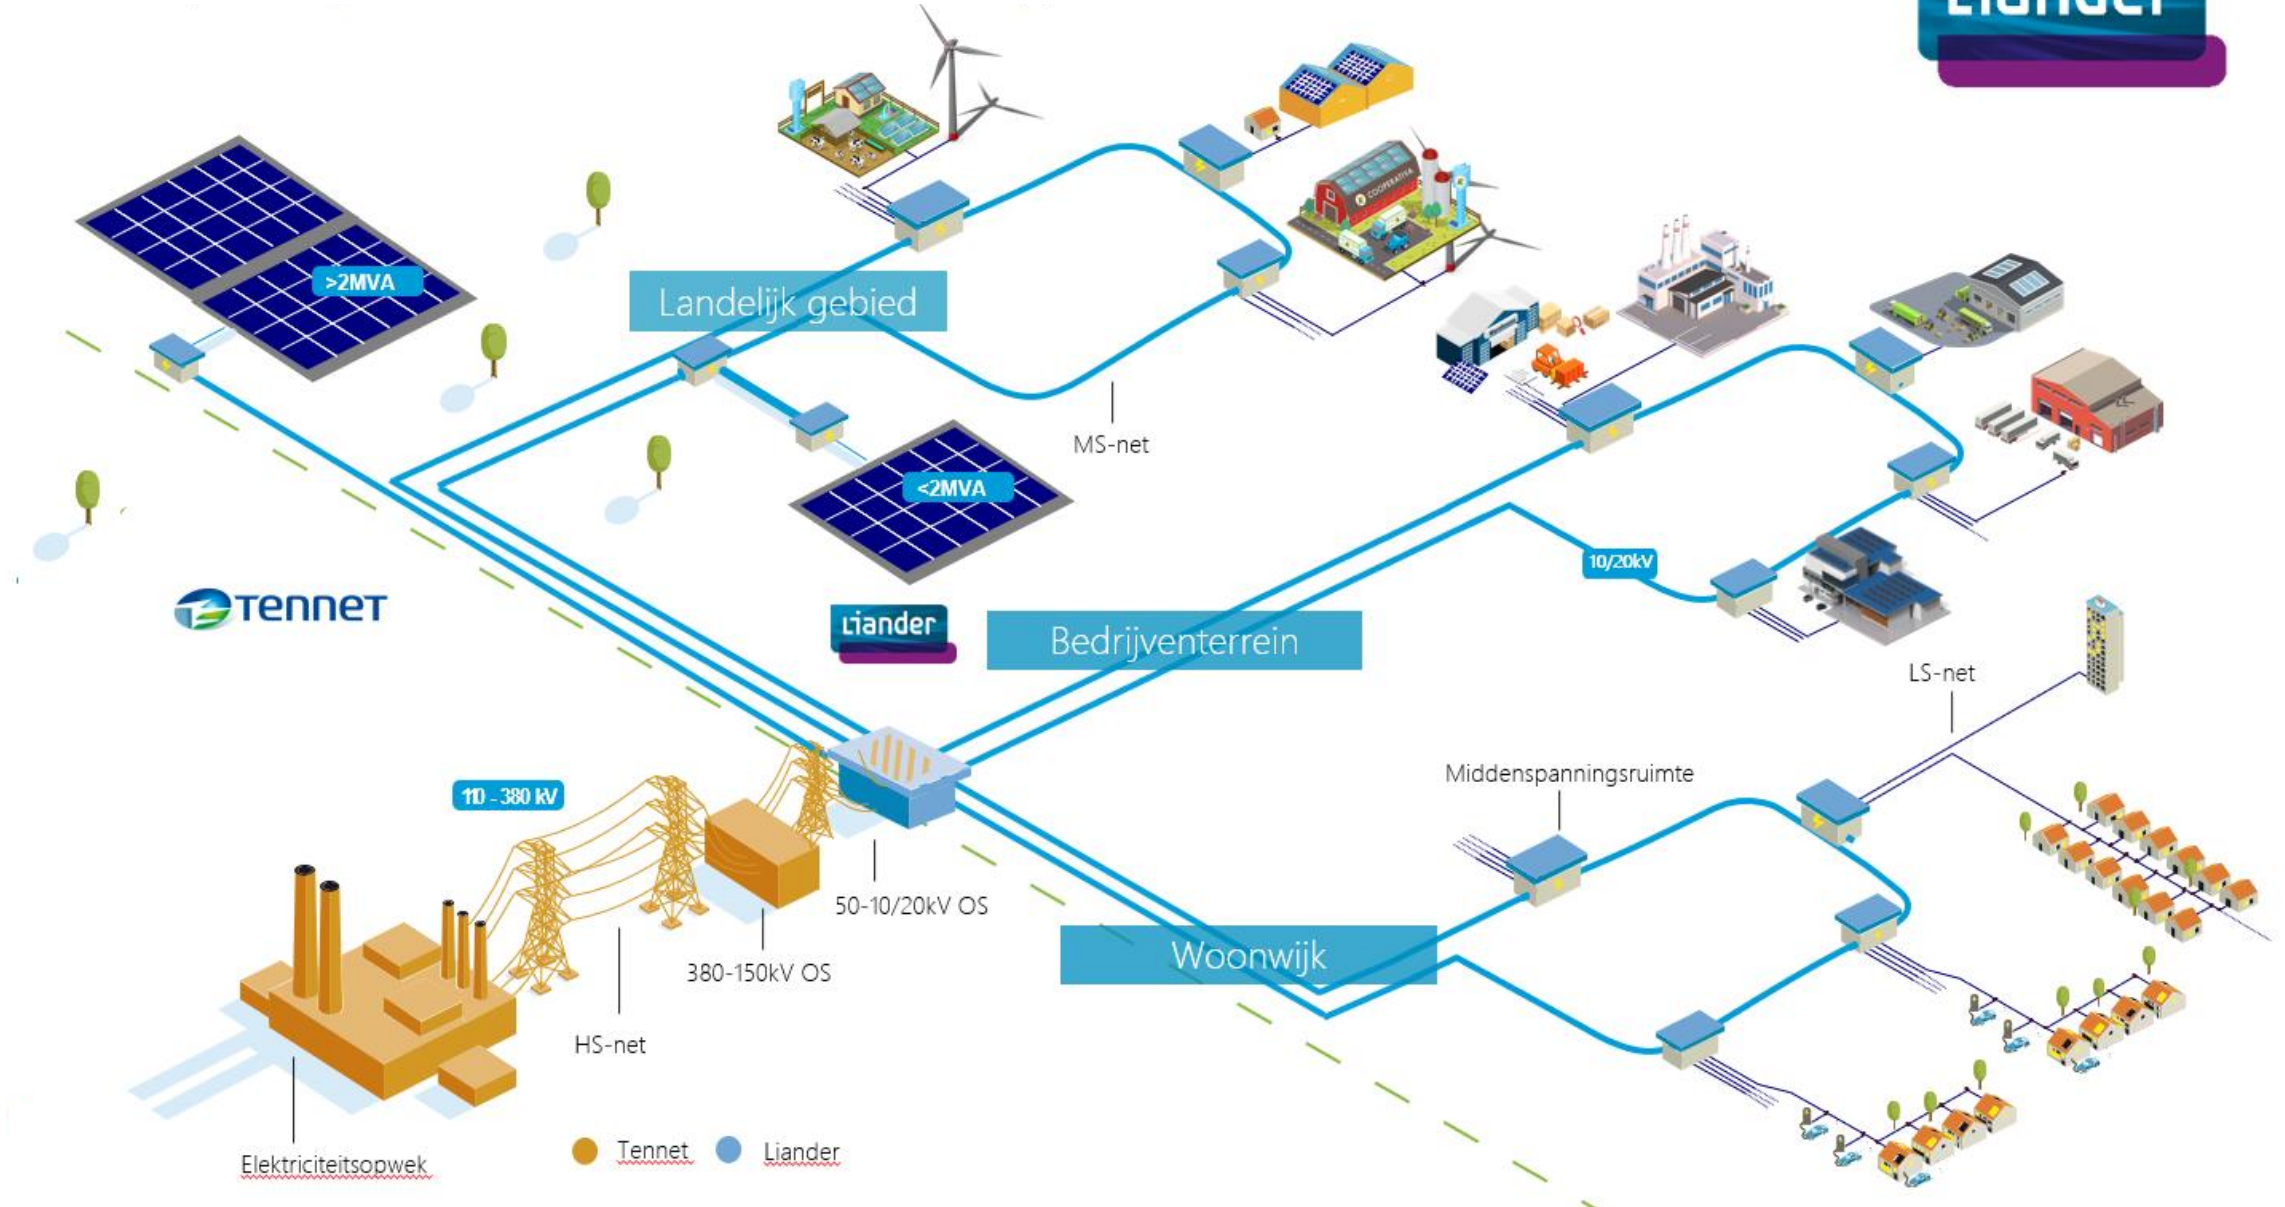 Liander
>2MVA
Landelijk gebied
COOPERATIVA
MS-net
<2MVA
10/20kV
TenneT
Liander
Bedrijventerrein
LS-net
Middenspanningsruimte
110 - 380 kV
50-10/20kV OS
Woonwijk
380-150kV OS
HS-net
Elektriciteitsopwek
Tennet
Liander